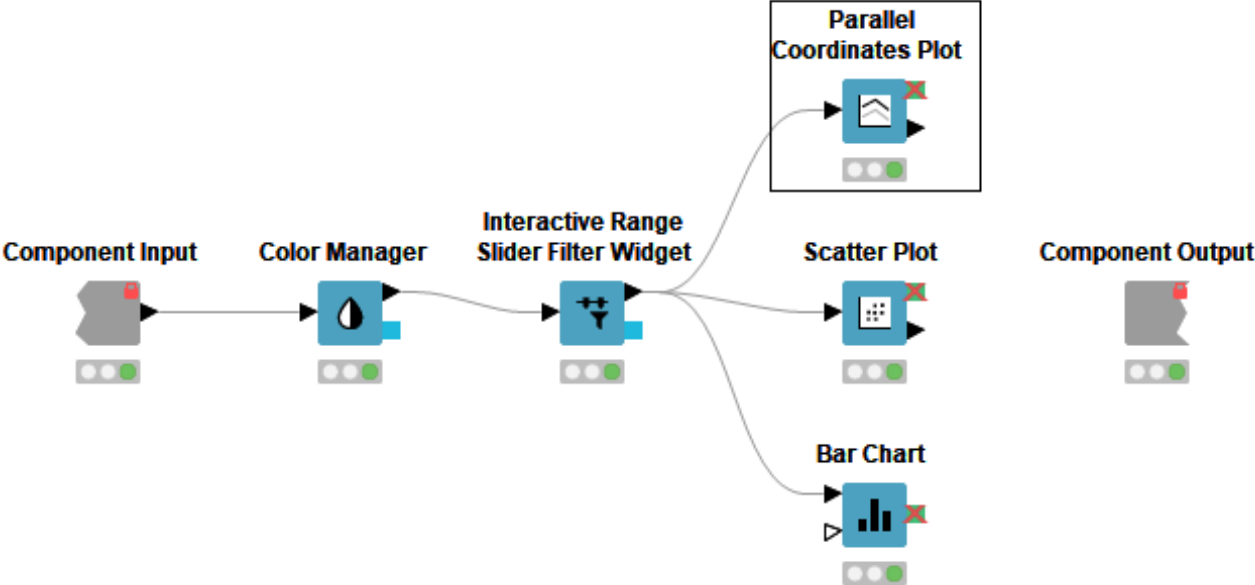 Parallel
Coordinates Plot
Interactive Range
Slider Filter Widget
Component Input
Color Manager
Scatter Plot
Component Output
Bar Chart